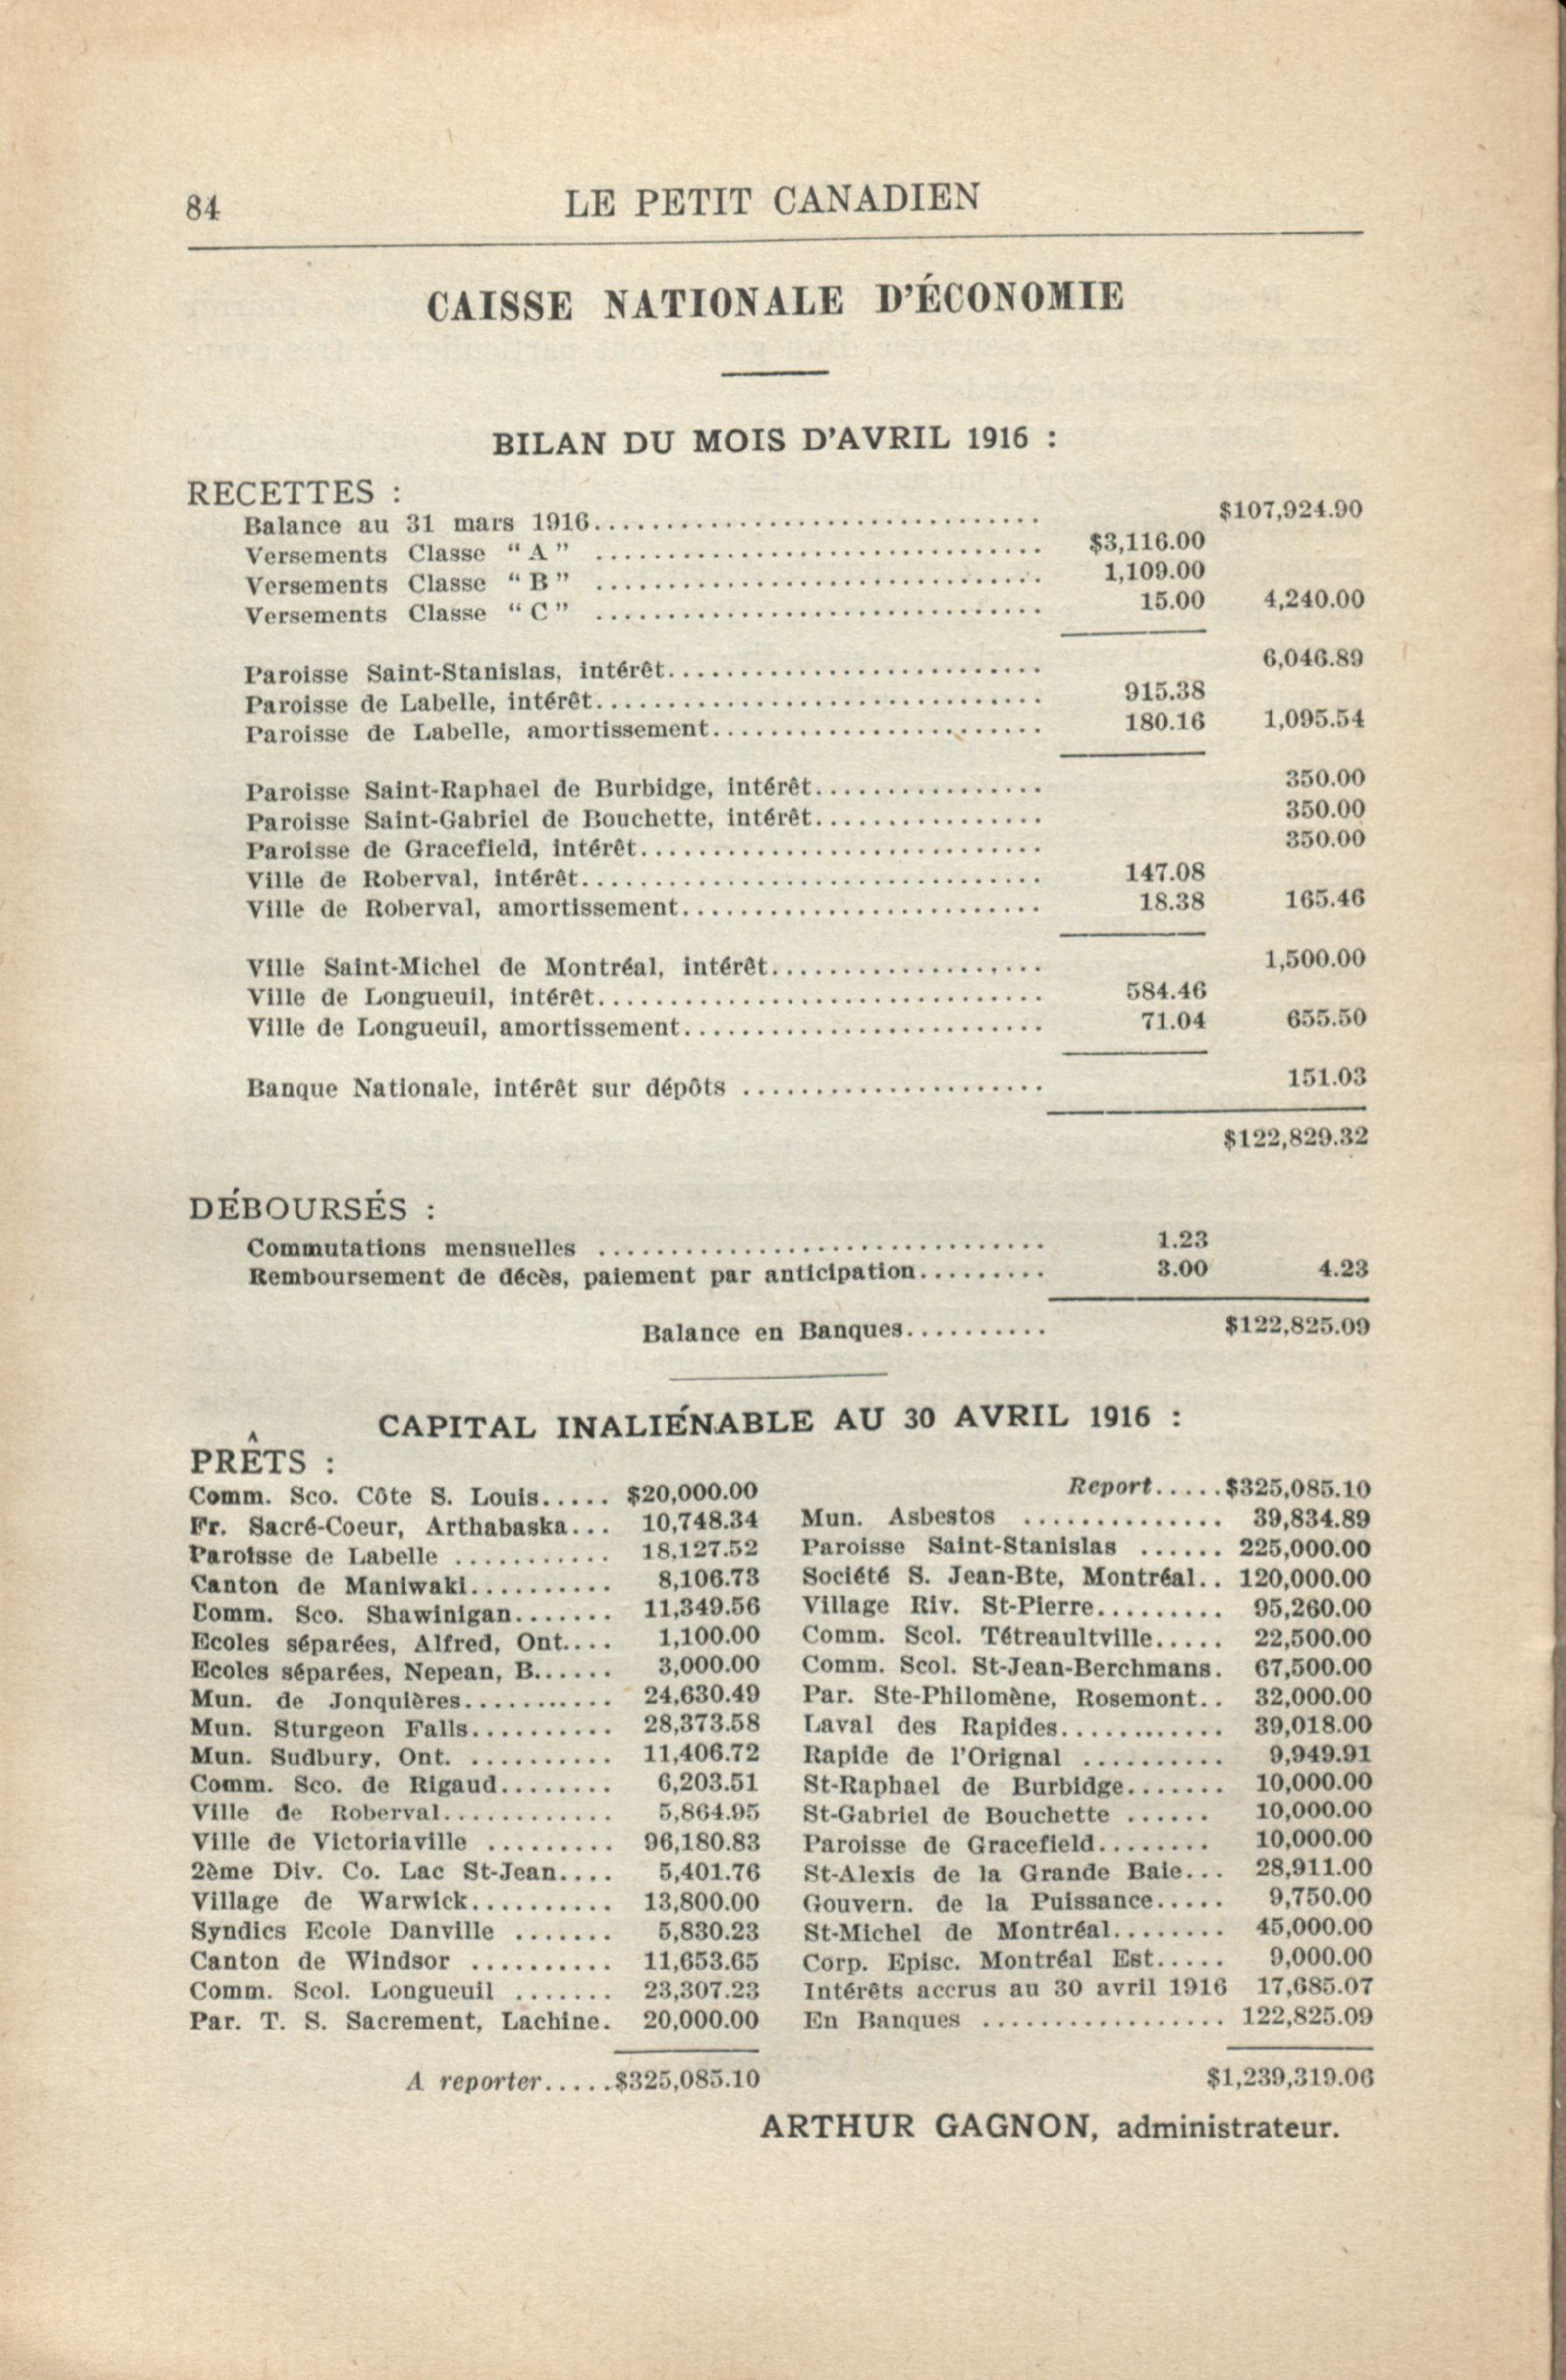 84
LE PETIT CANADIEN
CAISSE NATIONALE D'ÉCONOMIE
BILAN DU MOIS D'AVRIL 1916 :
RECETTES :
Balance au 31 mars 1916............................... $107,924.90
Versements Classe "A" ............................... $3,116.00
Versements Classe "B" ............................... 1,109.00
Versements Classe "C" ............................... 15.00 4,240.00
Paroisse Saint-Stanislas, intérêt.......................... 6,046.89
Paroisse de Labelle, intérêt............................... 915.38
Paroisse de Labelle, amortissement....................... 180.16 1,095.54
Paroisse Saint-Raphael de Burbidge, intérêt................ 350.00
Paroisse Saint-Gabriel de Bouchette, intérêt................ 350.00
Paroisse de Gracefield, intérêt............................ 350.00
Ville de Roberval, intérêt................................ 147.08
Ville de Roberval, amortissement......................... 18.38 165.46
Ville Saint-Michel de Montréal, intérêt................... 1,500.00
Ville de Longueuil, intérêt............................... 584.46
Ville de Longueuil, amortissement......................... 71.04 655.50
Banque Nationale, intérêt sur dépôts ..................... 151.03
$122,829.32
DÉBOURSÉS :
Commutations mensuelles ............................... 1.23
Remboursement de décès, paiement par anticipation......... 3.00 4.23
Balance en Banques.......... $122,825.09
CAPITAL INALIÉNABLE AU 30 AVRIL 1916 :
PRÊTS :
Comm. Sco. Côte S. Louis..... $20,000.00
Fr. Sacré-Coeur, Arthabaska... 10,748.34
Paroisse de Labelle ........... 18,127.52
Canton de Maniwaki.......... 8,106.73
Comm. Sco. Shawinigan....... 11,349.56
Ecoles séparées, Alfred, Ont.... 1,100.00
Ecoles séparées, Nepean, B...... 3,000.00
Mun. de Jonquières........... 24,630.49
Mun. Sturgeon Falls.......... 28,373.58
Mun. Sudbury, Ont. .......... 11,406.72
Comm. Sco. de Rigaud........ 6,203.51
Ville de Roberval............ 5,864.95
Ville de Victoriaville ......... 96,180.83
2ème Div. Co. Lac St-Jean.... 5,401.76
Village de Warwick.......... 13,800.00
Syndics Ecole Danville ....... 5,830.23
Canton de Windsor .......... 11,653.65
Comm. Scol. Longueuil ....... 23,307.23
Par. T. S. Sacrement, Lachine. 20,000.00
A reporter.....$325,085.10
Report.....$325,085.10
Mun. Asbestos .............. 39,834.89
Paroisse Saint-Stanislas ...... 225,000.00
Société S. Jean-Bte, Montréal.. 120,000.00
Village Riv. St-Pierre......... 95,260.00
Comm. Scol. Tétreaultville..... 22,500.00
Comm. Scol. St-Jean-Berchmans. 67,500.00
Par. Ste-Philomène, Rosemont.. 32,000.00
Laval des Rapides............ 39,018.00
Rapide de l'Orignal .......... 9,949.91
St-Raphael de Burbidge....... 10,000.00
St-Gabriel de Bouchette ...... 10,000.00
Paroisse de Gracefield........ 10,000.00
St-Alexis de la Grande Baie... 28,911.00
Gouvern. de la Puissance..... 9,750.00
St-Michel de Montréal........ 45,000.00
Corp. Episc. Montréal Est..... 9,000.00
Intérêts accrus au 30 avril 1916 17,685.07
En Banques ................. 122,825.09
$1,239,319.06
ARTHUR GAGNON, administrateur.